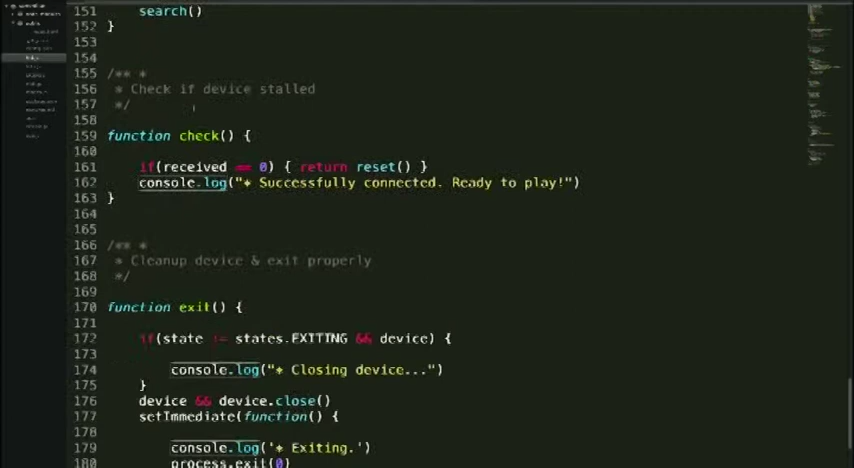 151 search()
152 }
153
154
155 /** *
156 * Check if device stalled
157 */
158
159 function check() {
160
161 if(received == 0) { return reset() }
162 console.log("* Successfully connected. Ready to play!")
163 }
164
165
166 /** *
167 * Cleanup device & exit properly
168 */
169
170 function exit() {
171
172 if(state != states.EXITING && device) {
173
174 console.log("* Closing device...")
175 }
176 device && device.close()
177 setImmediate(function() {
178
179 console.log('* Exiting.')
180 process.exit(0)